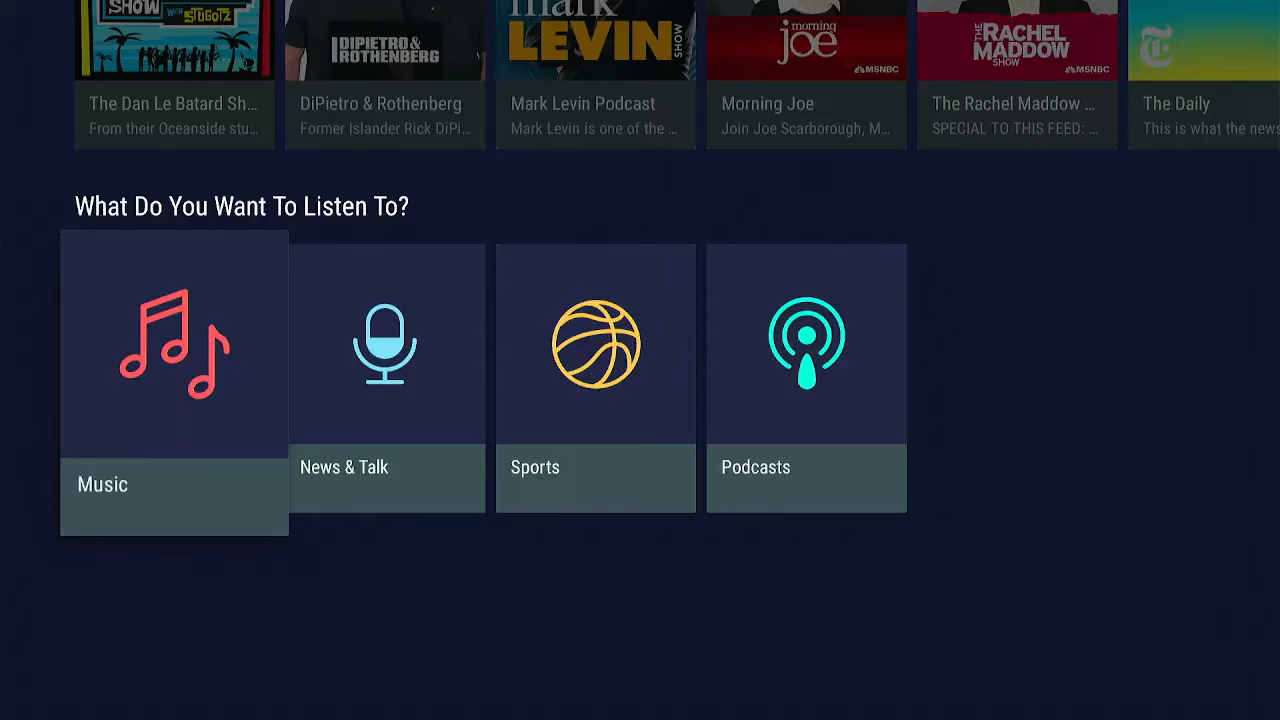 SHOW WITH STUGOTZ
DIPIETRO &
ROTHENBERG
mark
LEVIN SHOW
morning
joe
MSNBC
THE
RACHEL
MADDOW
SHOW
MSNBC
The Dan Le Batard Sh...
From their Oceanside stu...
DiPietro & Rothenberg
Former Islander Rick DiPi...
Mark Levin Podcast
Mark Levin is one of the ...
Morning Joe
Join Joe Scarborough, M...
The Rachel Maddow ...
SPECIAL TO THIS FEED: ...
The Daily
This is what the news
What Do You Want To Listen To?
Music
News & Talk
Sports
Podcasts